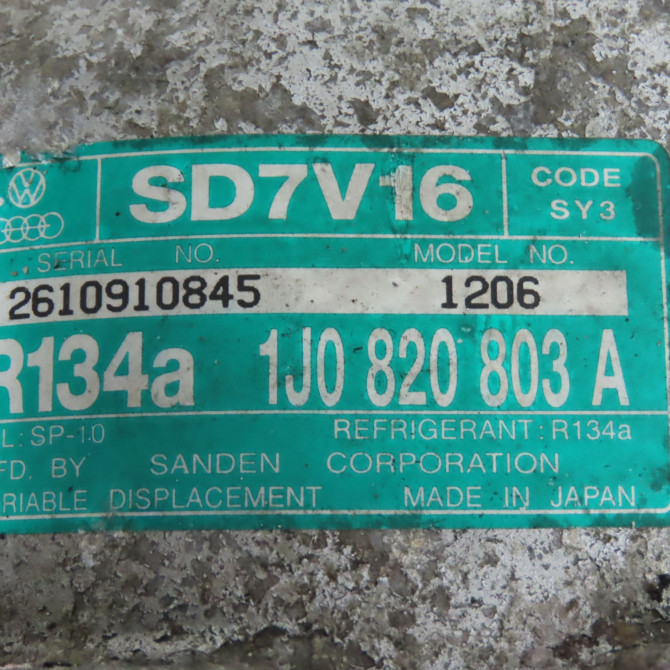 SD7V16 CODE
SY3
SERIAL NO. MODEL NO.
2610910845 1206
R134a 1J0 820 803 A
L:SP-10 REFRIGERANT:R134a
FD. BY SANDEN CORPORATION
RIABLE DISPLACEMENT MADE IN JAPAN